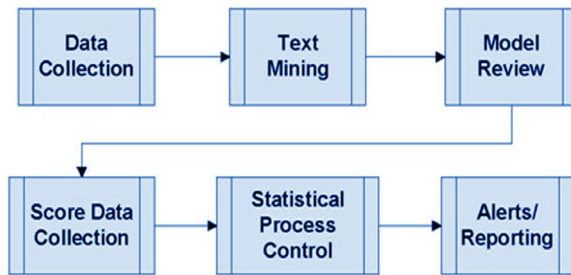 Data
Collection
Text
Mining
Model
Review
Score Data
Collection
Statistical
Process
Control
Alerts/
Reporting